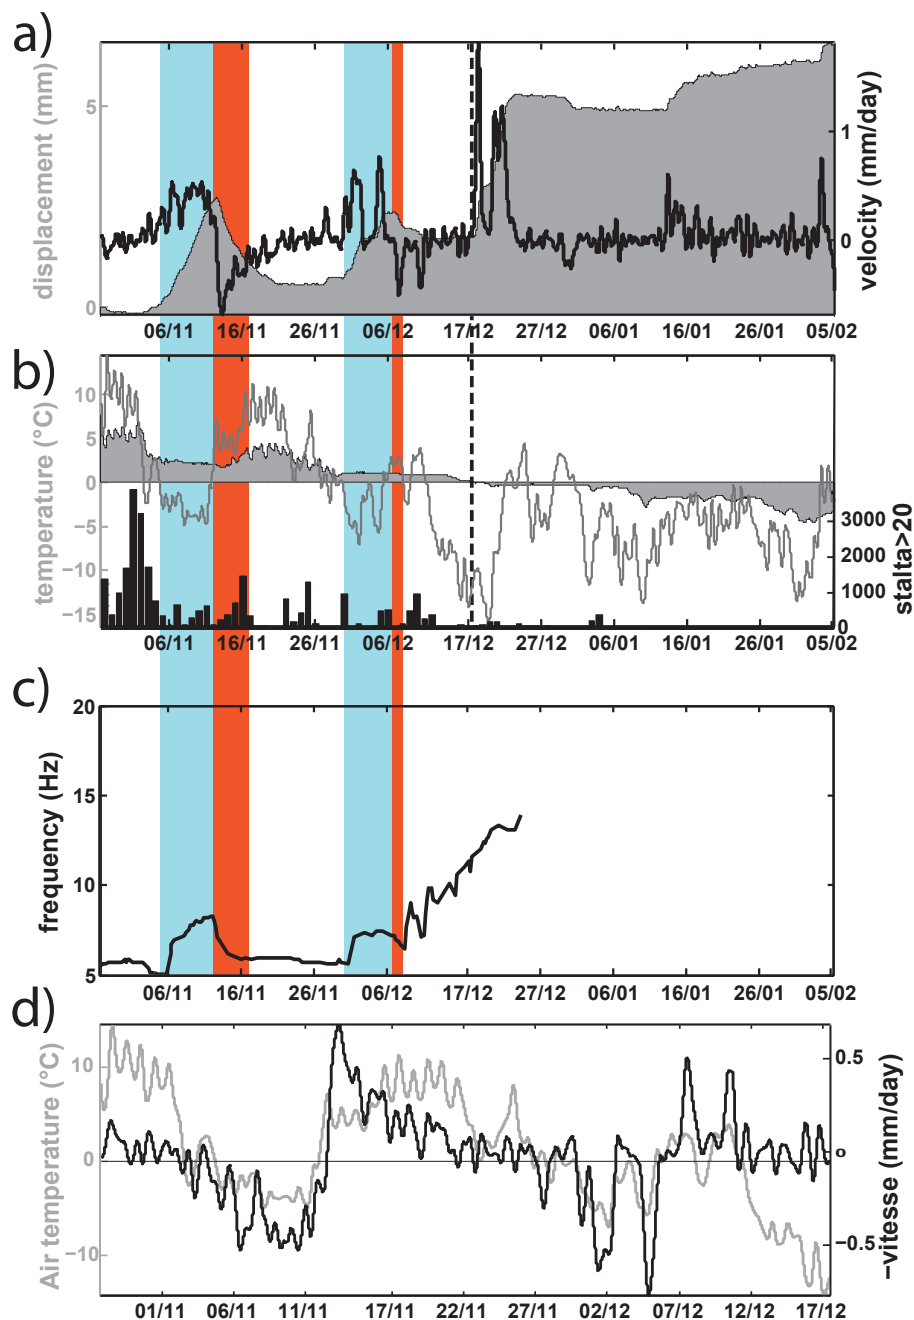 a)
displacement (mm)
5
0
1
0
velocity (mm/day)
06/11 16/11 26/11 06/12 17/12 27/12 06/01 16/01 26/01 05/02
b)
temperature (°C)
10
5
0
−5
−10
−15
3000
2000
1000
0
stalta>20
06/11 16/11 26/11 06/12 17/12 27/12 06/01 16/01 26/01 05/02
c)
frequency (Hz)
20
15
10
5
06/11 16/11 26/11 06/12 17/12 27/12 06/01 16/01 26/01 05/02
d)
Air temperature (°C)
10
0
−10
0.5
0
−0.5
−vitesse (mm/day)
01/11 06/11 11/11 17/11 22/11 27/11 02/12 07/12 12/12 17/12